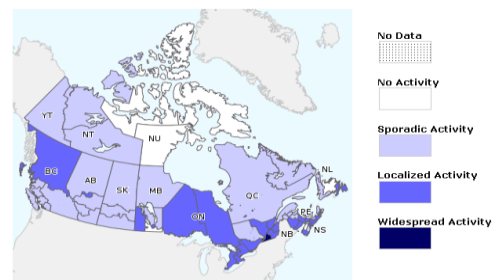 No Data
No Activity
Sporadic Activity
Localized Activity
Widespread Activity
YT
NT
NU
BC
AB
SK
MB
ON
QC
NL
PE
NB
NS